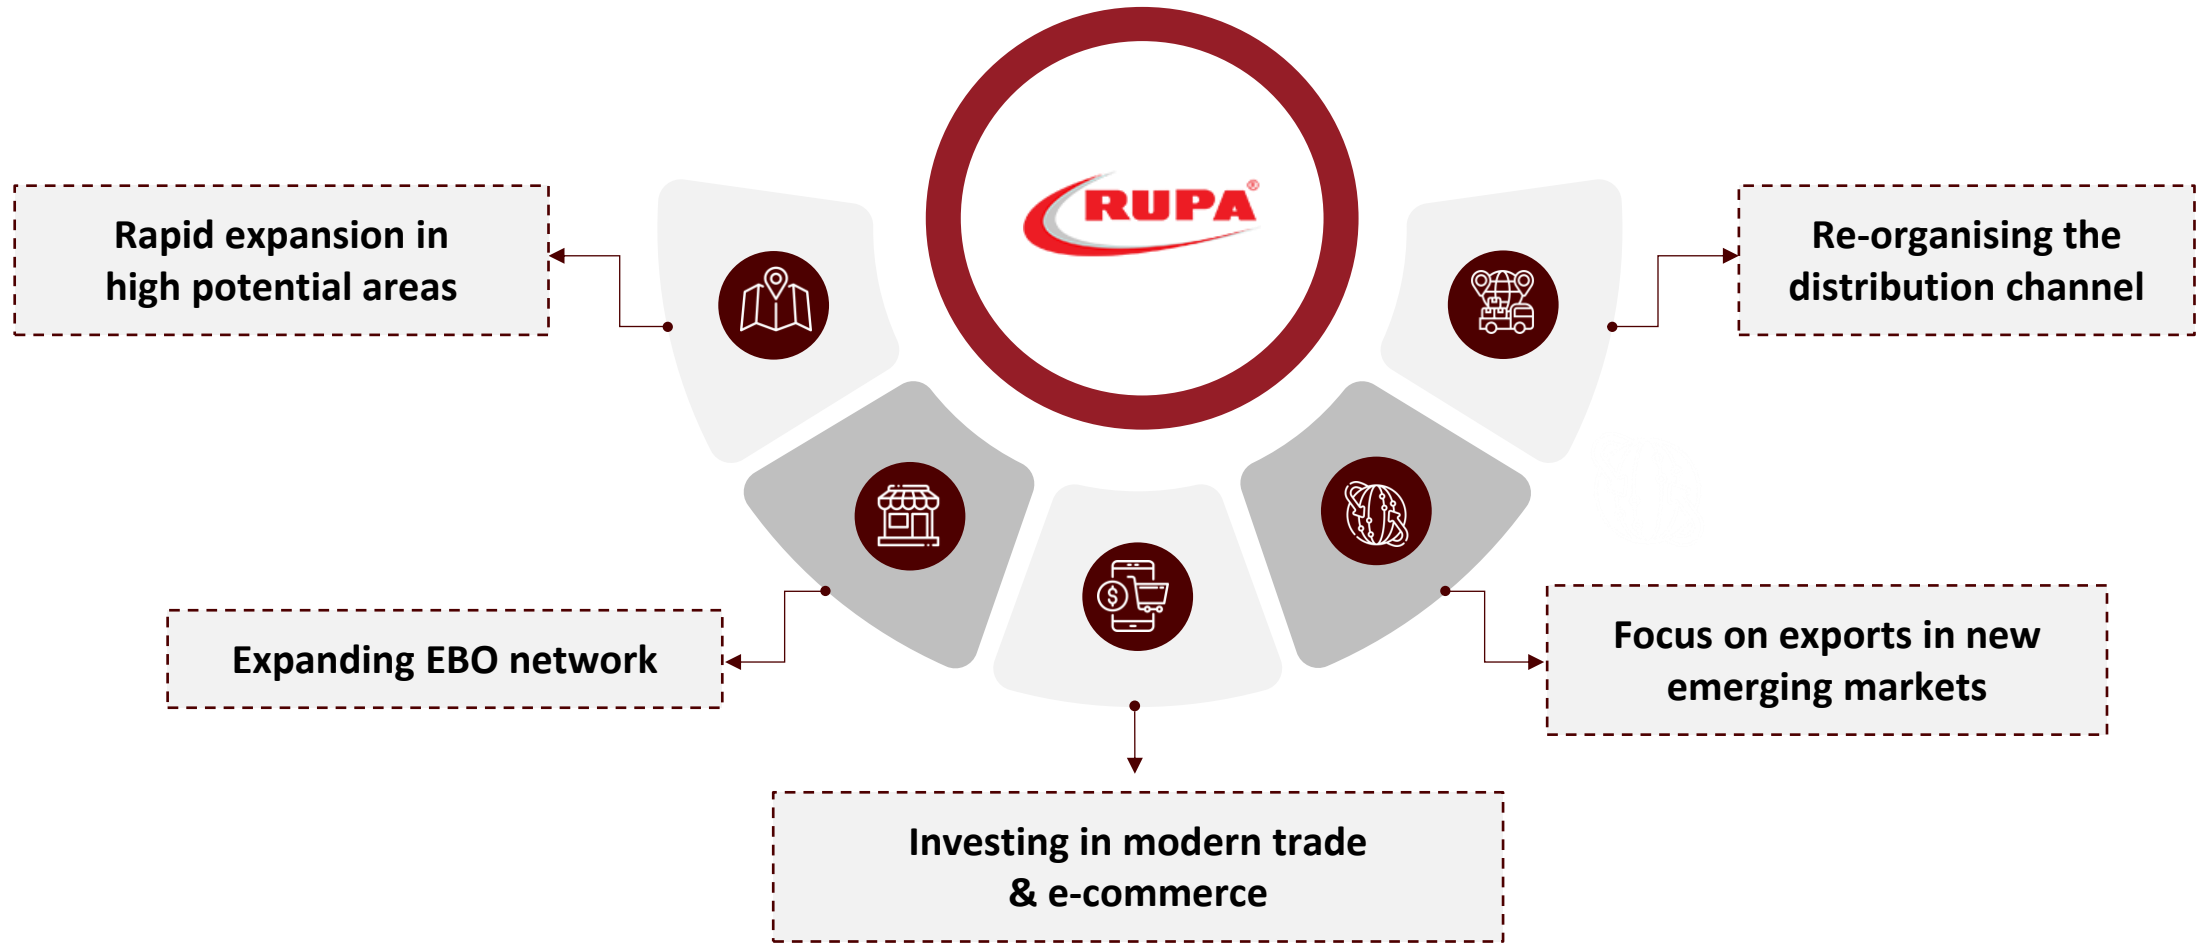 RUPA®
Rapid expansion in
high potential areas
Re-organising the
distribution channel
Expanding EBO network
Focus on exports in new
emerging markets
$
Investing in modern trade
& e-commerce